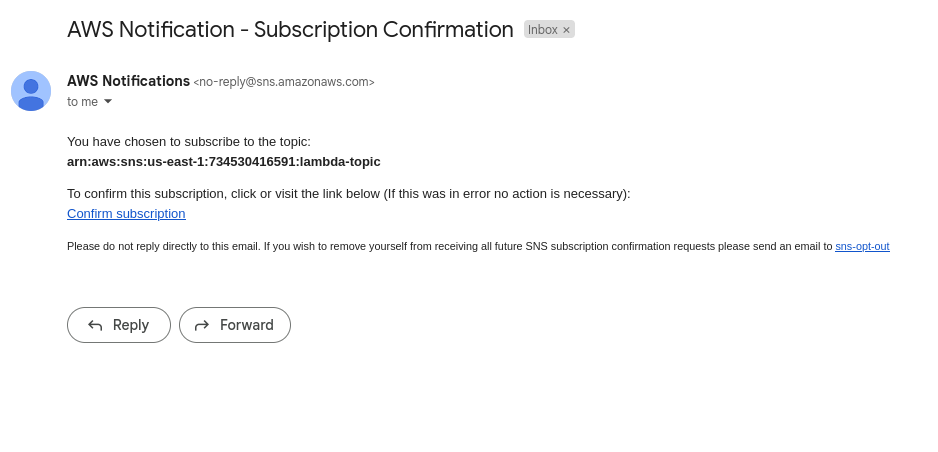 AWS Notification - Subscription Confirmation Inbox ×
AWS Notifications <no-reply@sns.amazonaws.com>
to me
You have chosen to subscribe to the topic:
arn:aws:sns:us-east-1:734530416591:lambda-topic
To confirm this subscription, click or visit the link below (If this was in error no action is necessary):
Confirm subscription
Please do not reply directly to this email. If you wish to remove yourself from receiving all future SNS subscription confirmation requests please send an email to sns-opt-out
Reply Forward